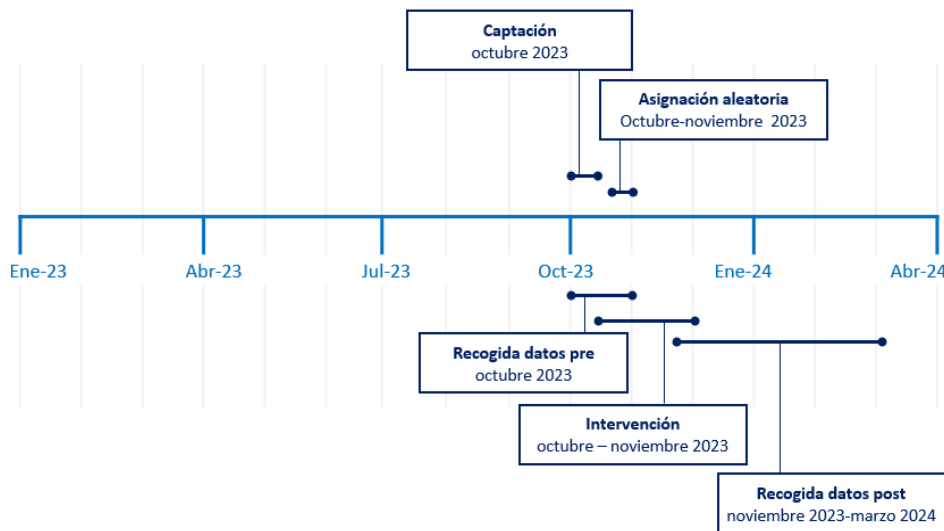 Captación
octubre 2023
Asignación aleatoria
Octubre-noviembre 2023
Ene-23
Abr-23
Jul-23
Oct-23
Ene-24
Abr-24
Recogida datos pre
octubre 2023
Intervención
octubre – noviembre 2023
Recogida datos post
noviembre 2023-marzo 2024